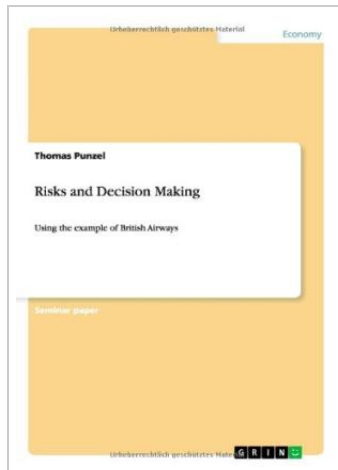 Urheberrechtlich geschütztes Material
Economy
Thomas Punzel
Risks and Decision Making
Using the example of British Airways
Seminar paper
Urheberrechtlich geschütztes Mater
GRIN